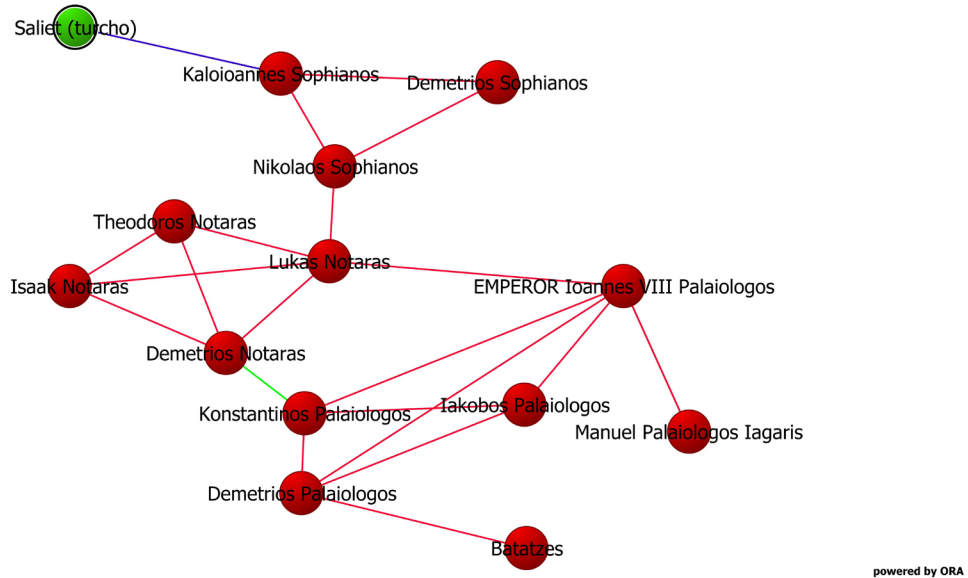 Saliet (turcho)
Kaloioannes Sophianos
Demetrios Sophianos
Nikolaos Sophianos
Theodoros Notaras
Lukas Notaras
Isaak Notaras
EMPEROR Ioannes VIII Palaiologos
Demetrios Notaras
Konstantinos Palaiologos
Iakobos Palaiologos
Manuel Palaiologos Iagaris
Demetrios Palaiologos
Batatzes
powered by ORA